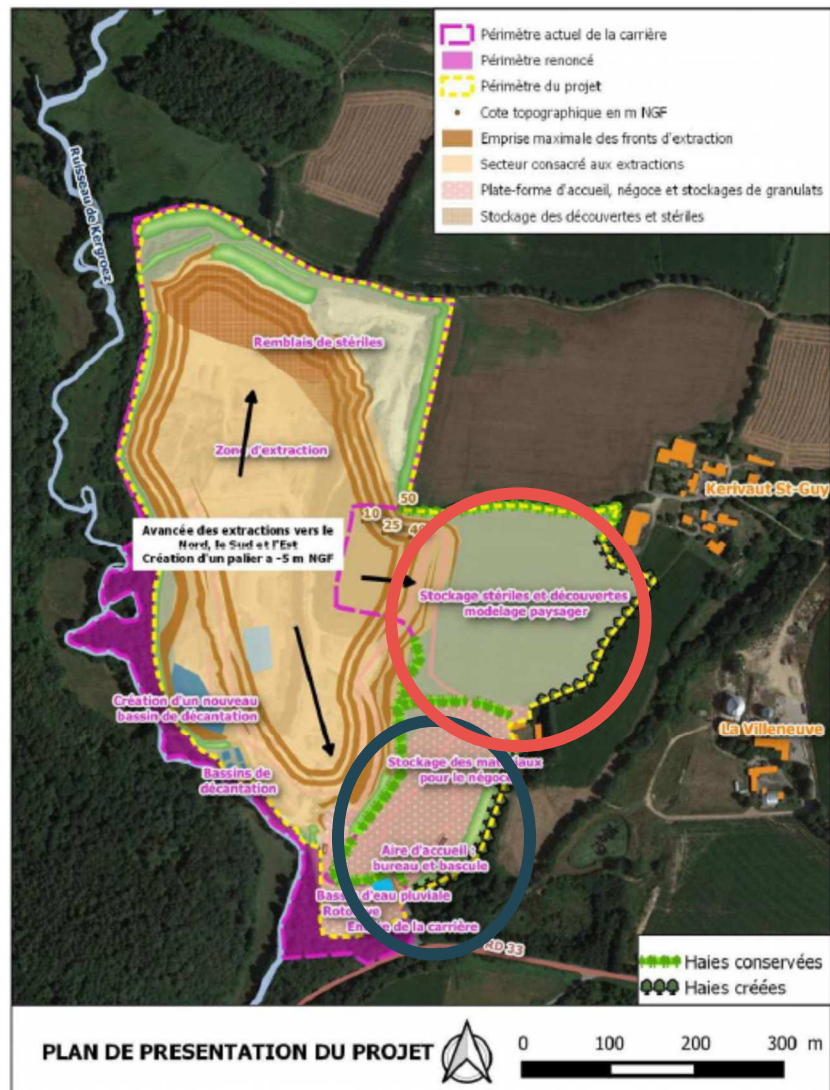 Périmètre actuel de la carrière
Périmètre renoncé
Périmètre du projet
Cote topographique en m NGF
Emprise maximale des fronts d'extraction
Secteur consacré aux extractions
Plate-forme d'accueil, négoce et stockages de granulats
Stockage des découvertes et stériles
Ruisseau de Kergroez
Remblais de stériles
Zone d'extraction
Kerivaut St-Guy
50
10
25
Avancée des extractions vers le
Nord, le Sud et l'Est
Création d'un palier a -5 m NGF
Stockage stériles et découvertes
modelage paysager
Création d'un nouveau
bassin de décantation
La Villeneuve
Bassins de
décantation
Stockage des matériaux
pour le négoce
Aire d'accueil :
bureau et bascule
Bassin d'eau pluviale
de la carrière
RD 33
Haies conservées
Haies créées
PLAN DE PRESENTATION DU PROJET
0 100 200 300 m